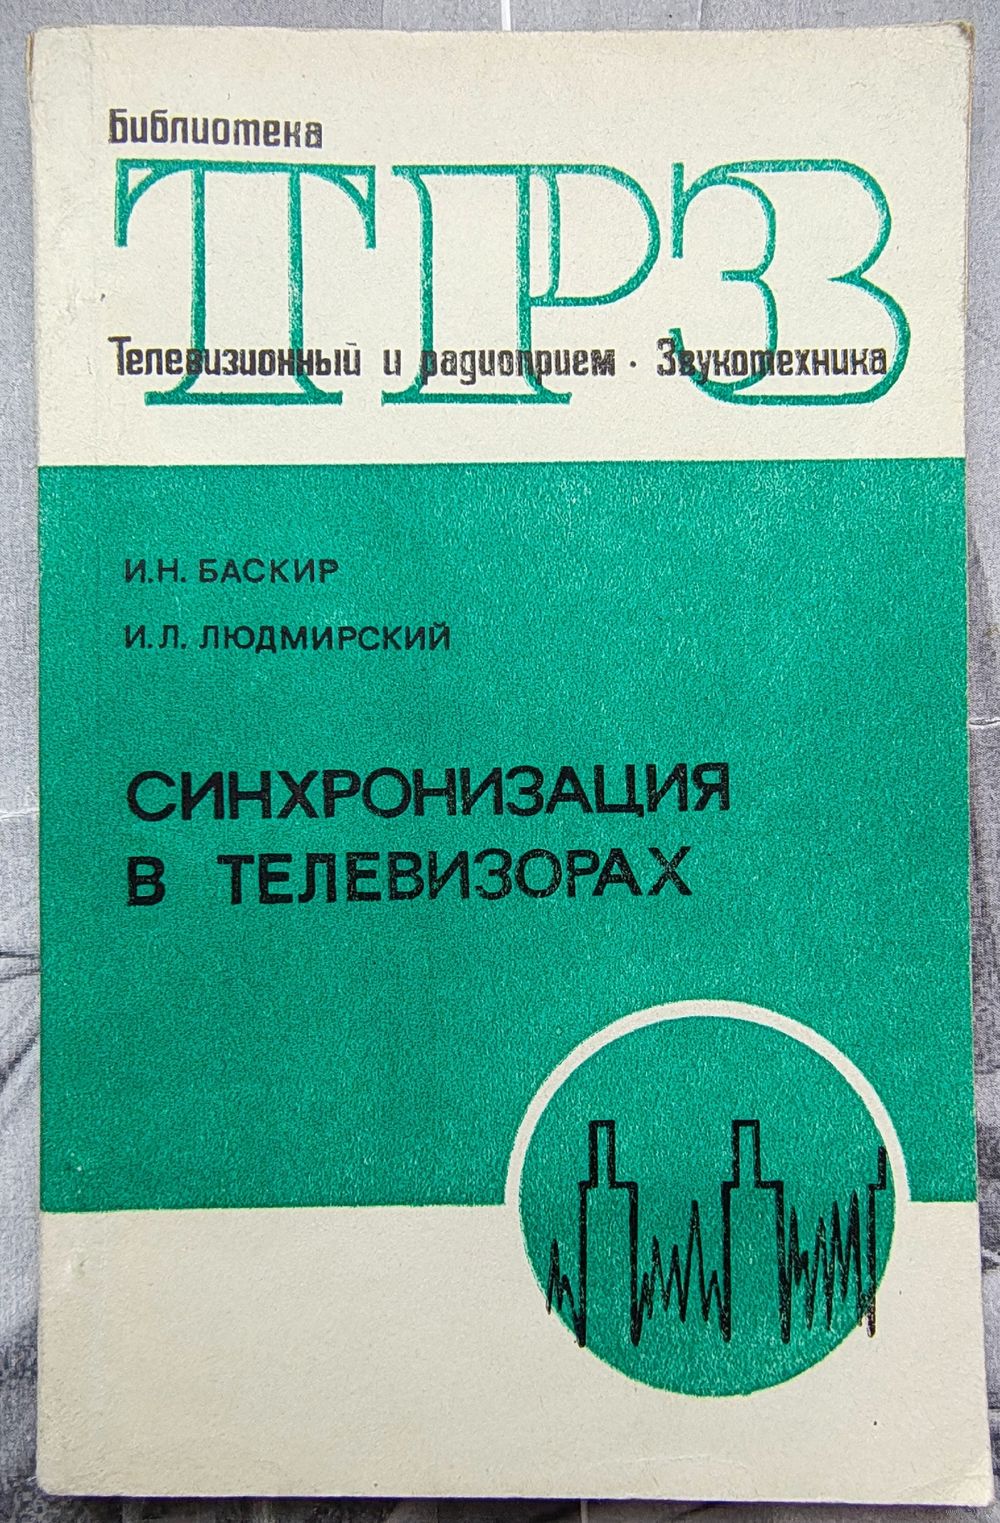 Библиотека
ТРЗ
Телевизионный и радиоприем · Звукотехника
И.Н. БАСКИР
И.Л. ЛЮДМИРСКИЙ
СИНХРОНИЗАЦИЯ
В ТЕЛЕВИЗОРАХ